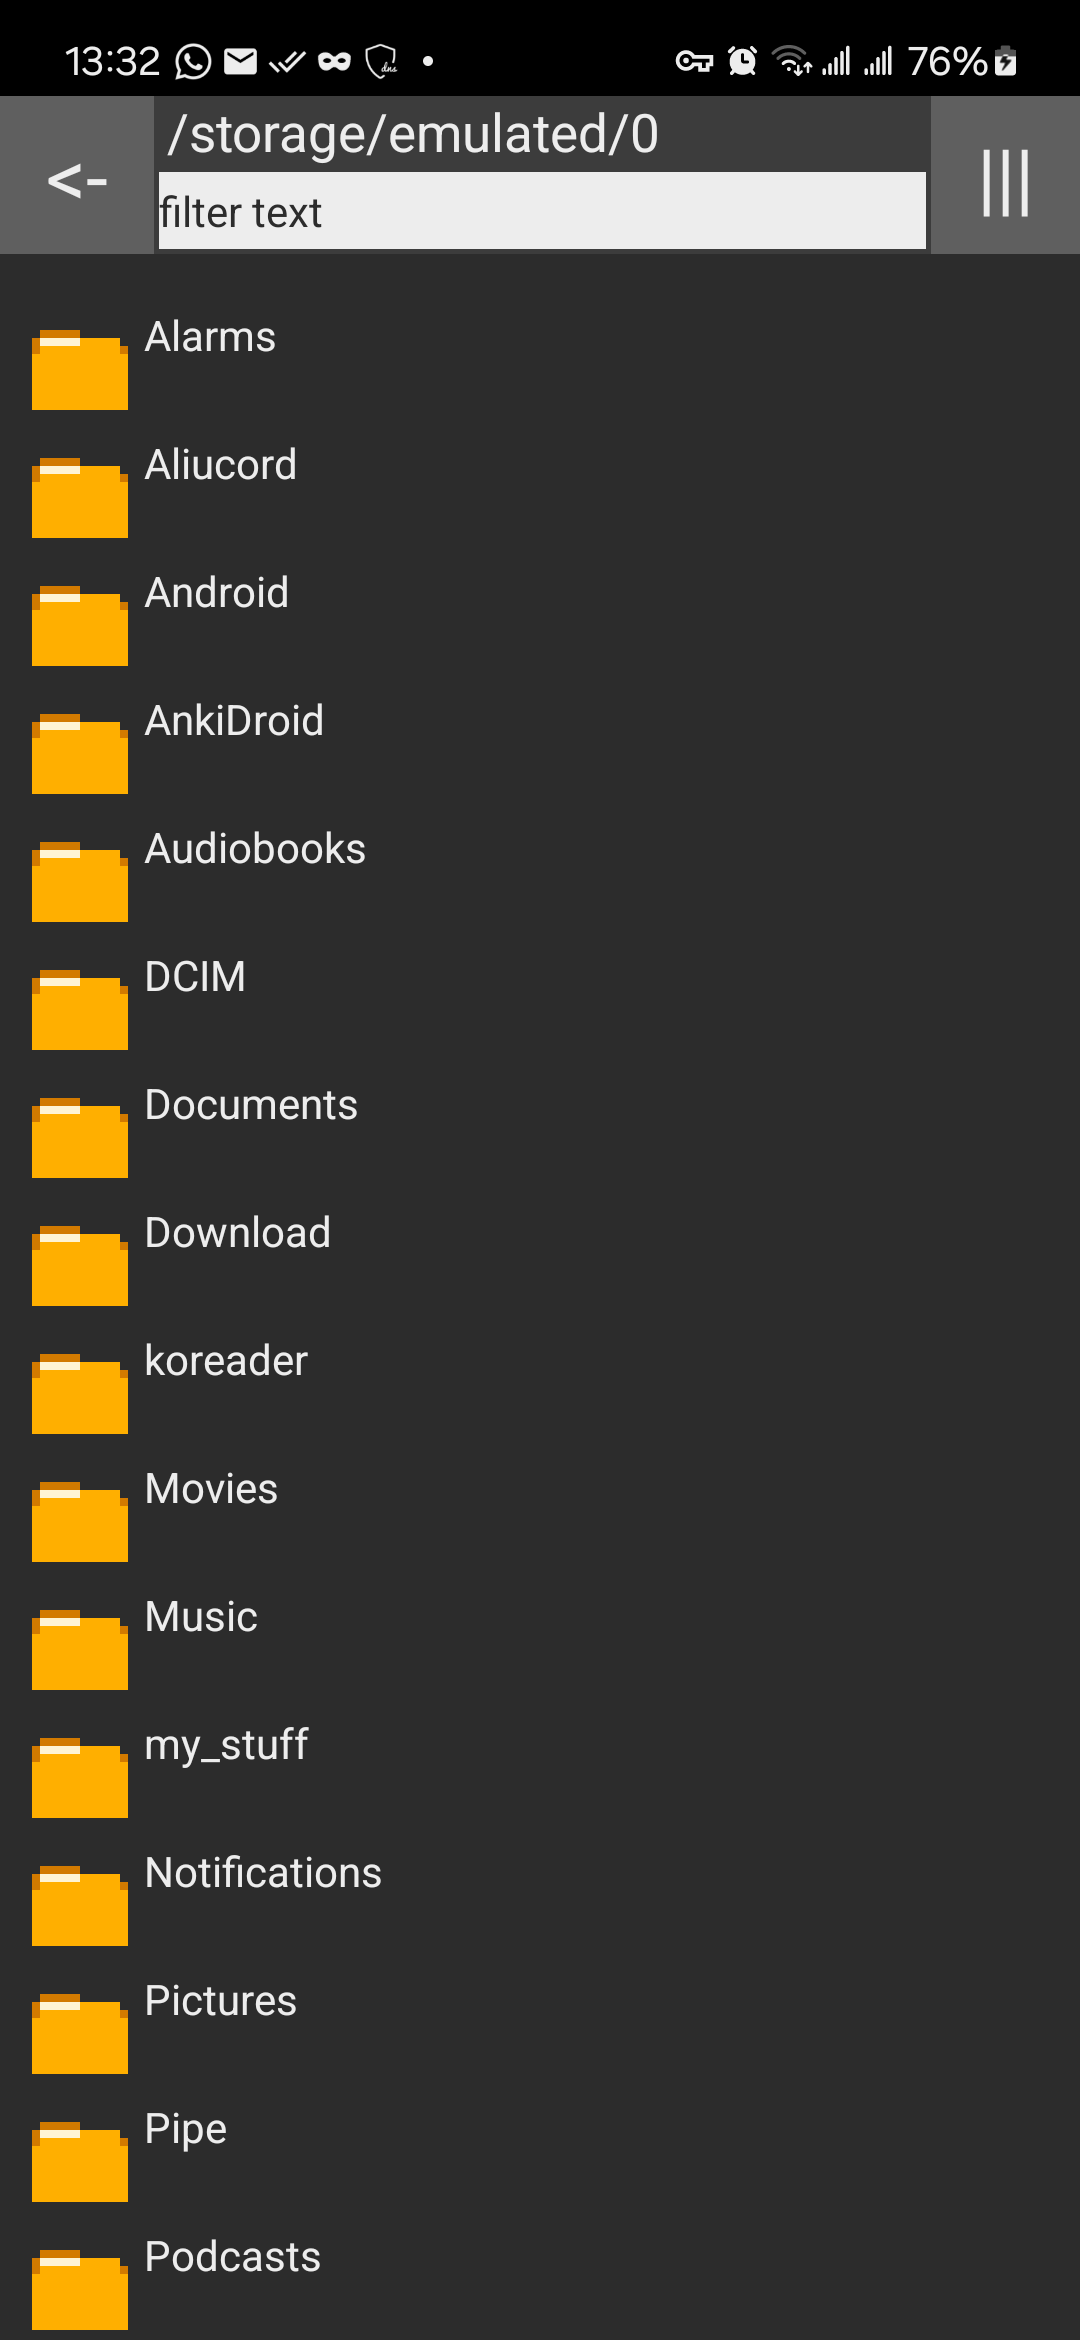 13:32 76%
/storage/emulated/0
<-
filter text
|||
Alarms
Aliucord
Android
AnkiDroid
Audiobooks
DCIM
Documents
Download
koreader
Movies
Music
my_stuff
Notifications
Pictures
Pipe
Podcasts